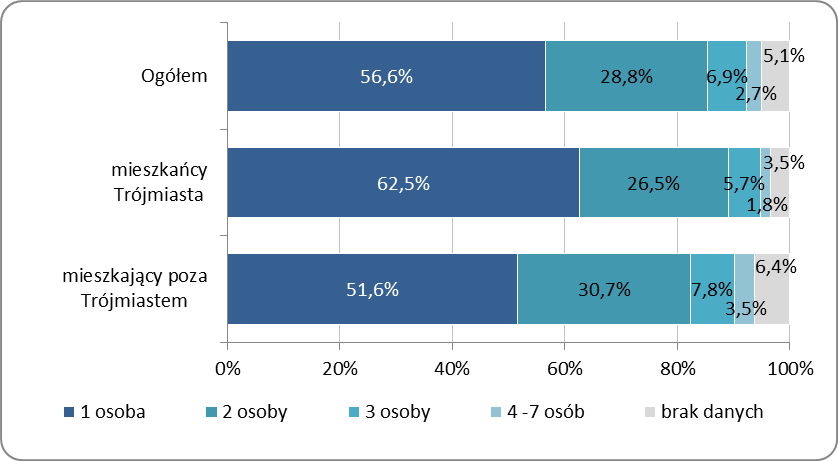 Ogółem
56,6%
28,8%
6,9%
2,7%
5,1%
mieszkańcy
Trójmiasta
62,5%
26,5%
5,7%
1,8%
3,5%
mieszkający poza
Trójmiastem
51,6%
30,7%
7,8%
3,5%
6,4%
0% 20% 40% 60% 80% 100%
1 osoba 2 osoby 3 osoby 4 -7 osób brak danych